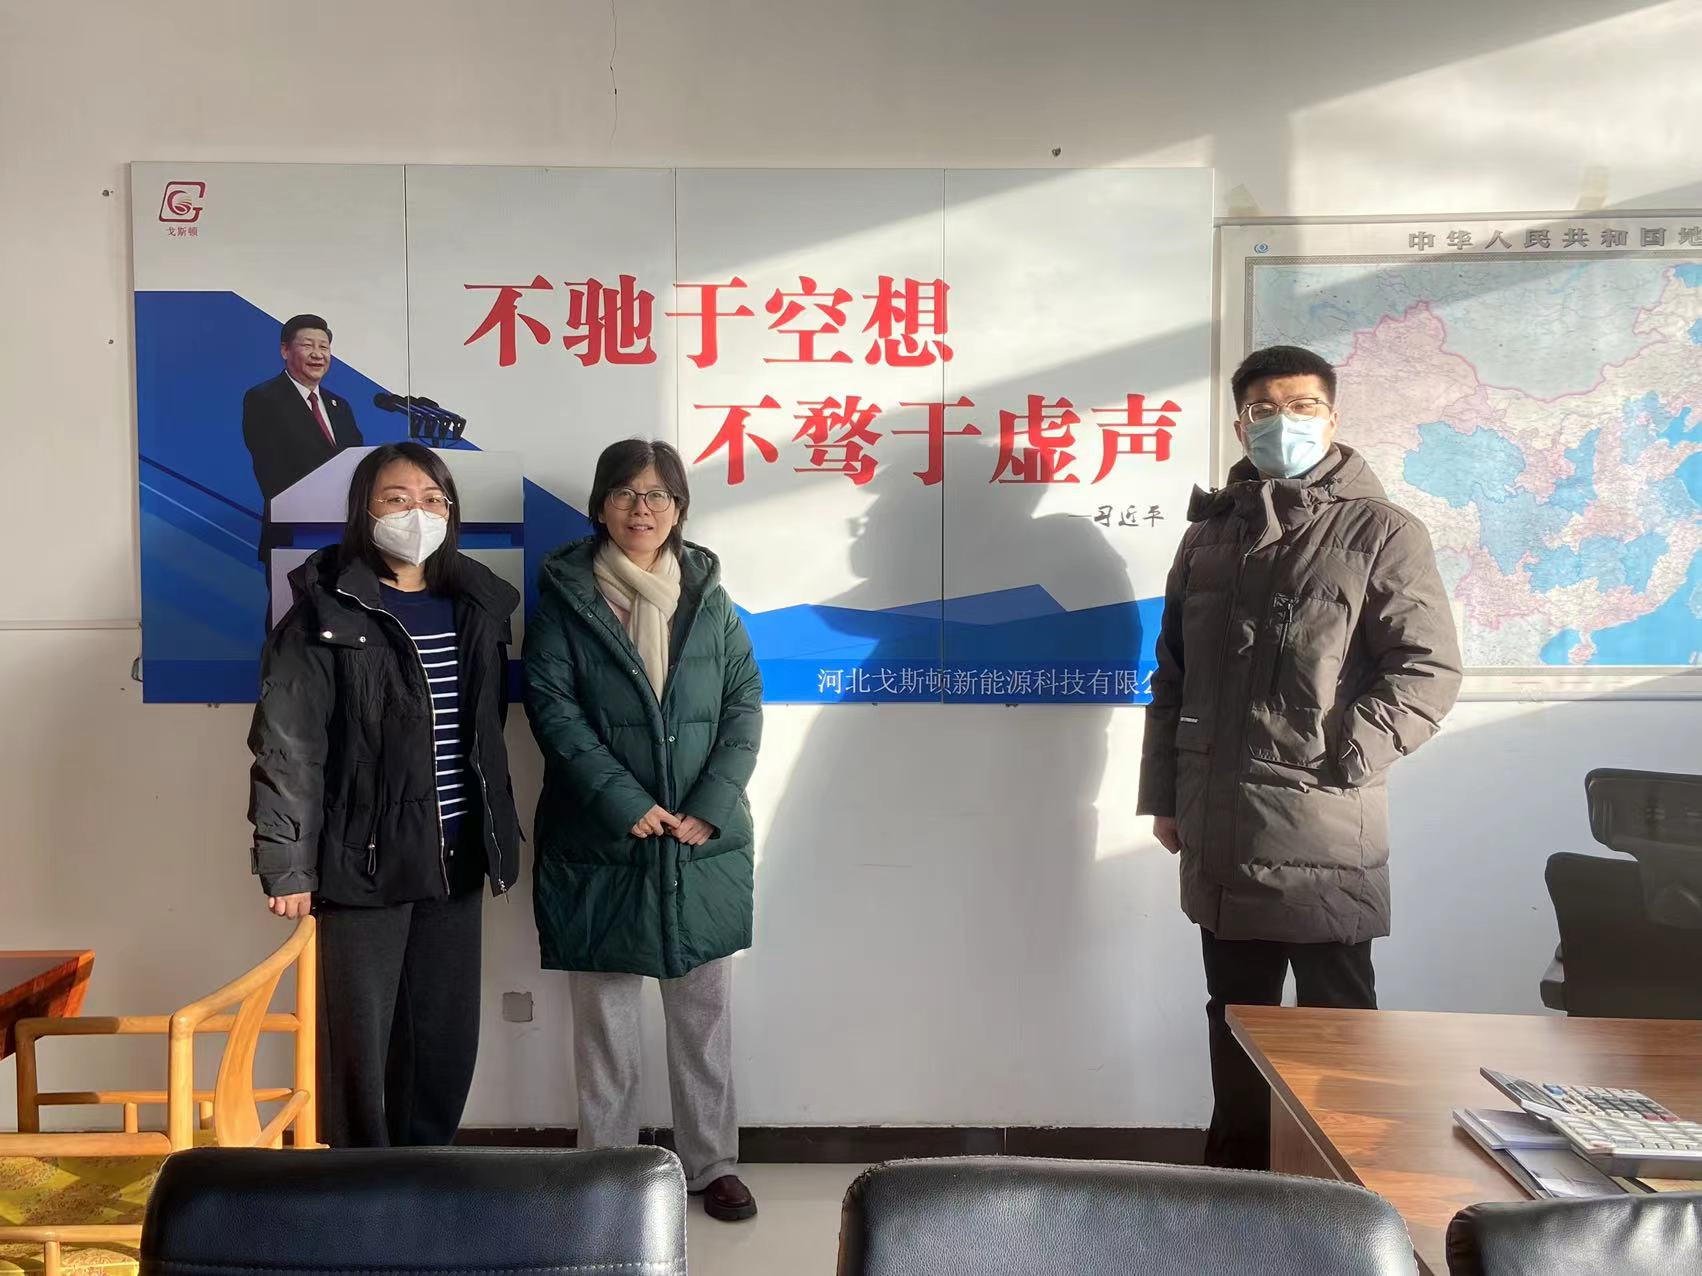 戈斯顿
不驰于空想
不骛于虚声
—习近平
河北戈斯顿新能源科技有限公
中华人民共和国地